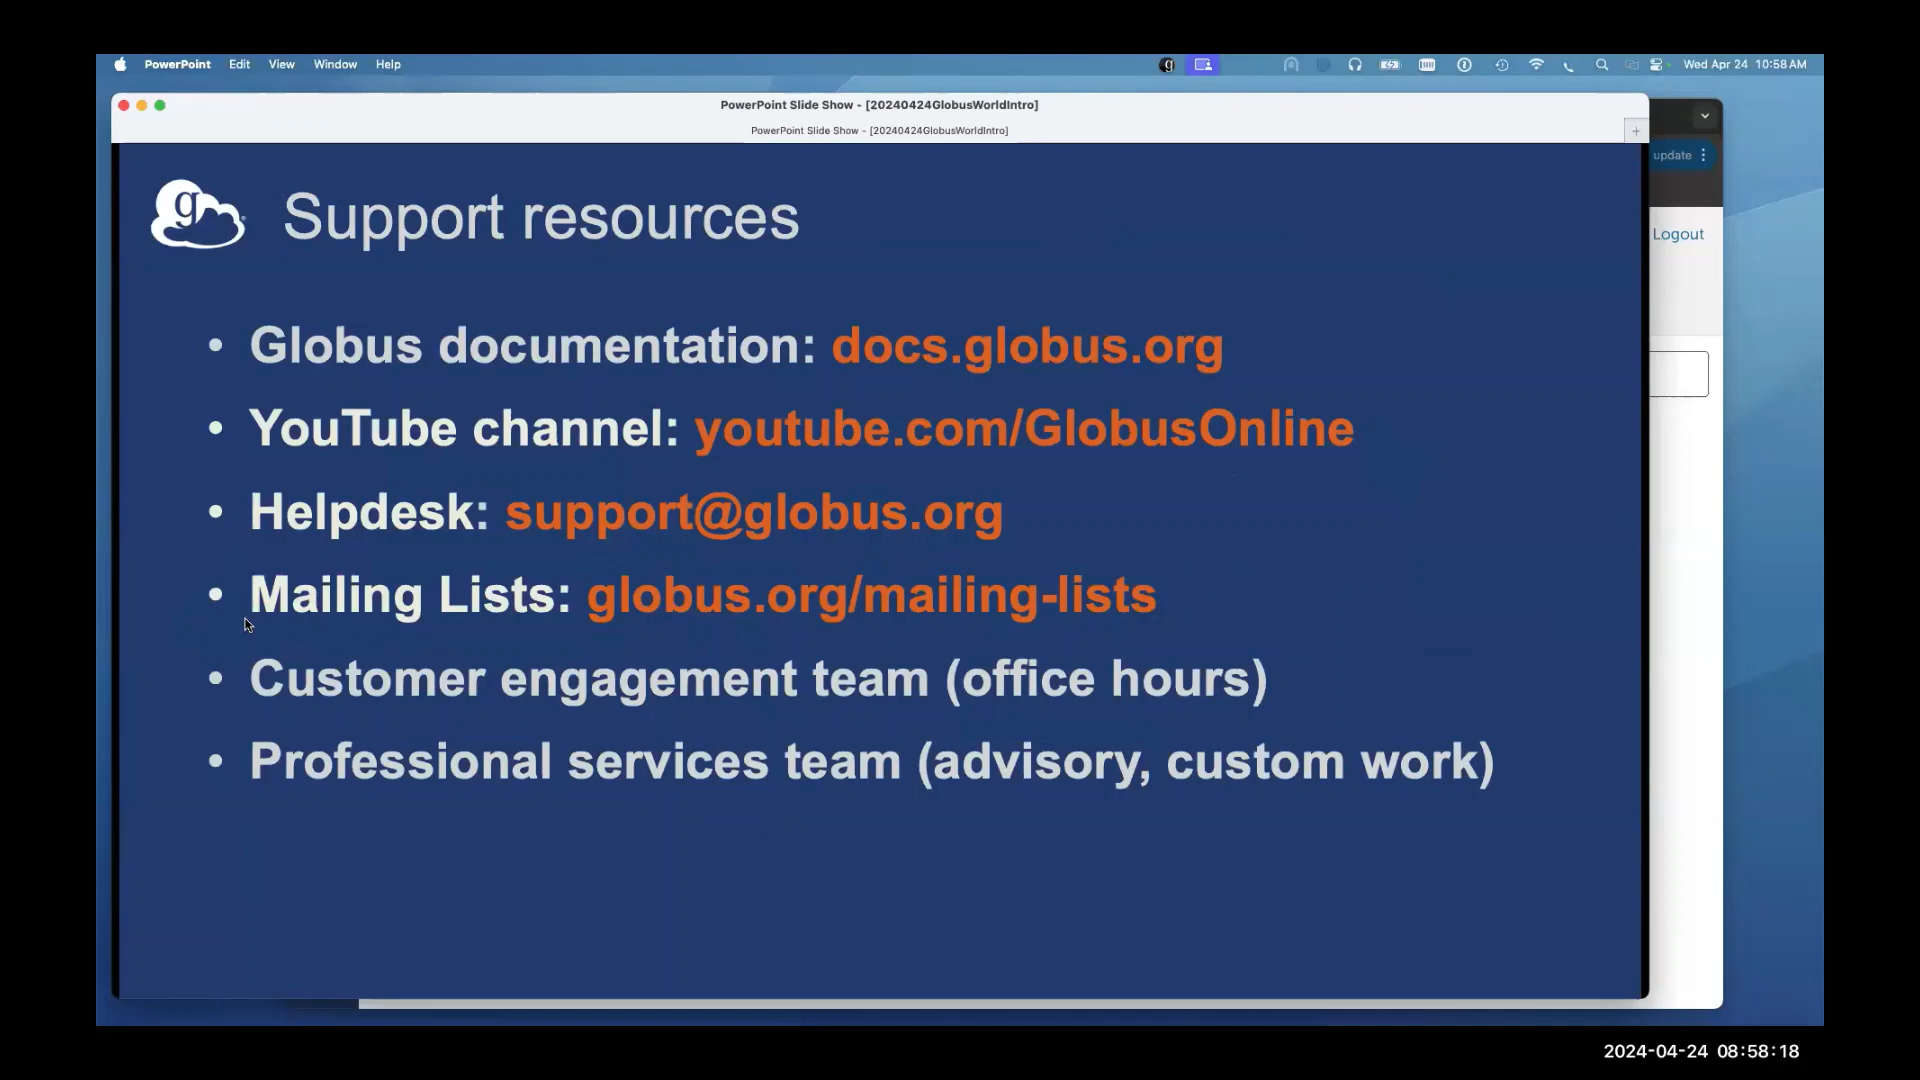 PowerPoint Edit View Window Help
Wed Apr 24 10:58 AM
PowerPoint Slide Show - [20240424GlobusWorldIntro]
PowerPoint Slide Show - [20240424GlobusWorldIntro]
update
Logout
g Support resources
• Globus documentation: docs.globus.org
• YouTube channel: youtube.com/GlobusOnline
• Helpdesk: support@globus.org
• Mailing Lists: globus.org/mailing-lists
• Customer engagement team (office hours)
• Professional services team (advisory, custom work)
2024-04-24 08:58:18